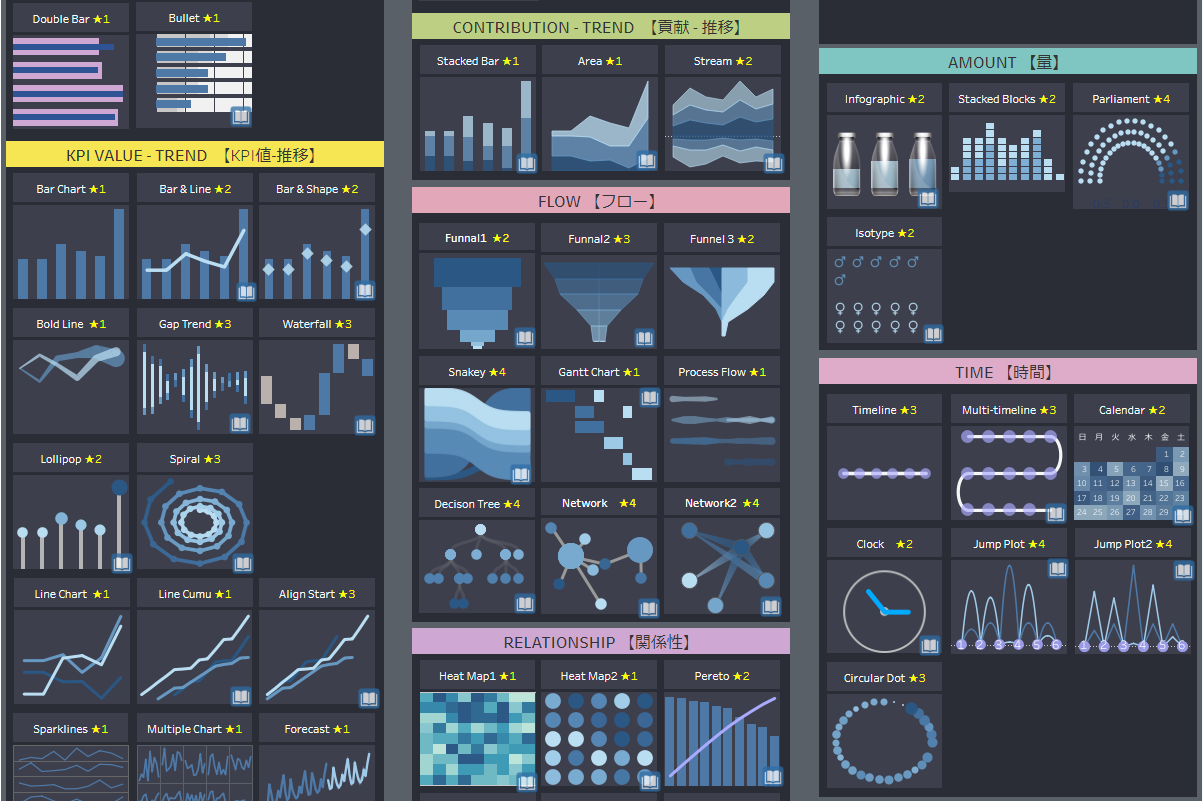 Double Bar ★1
Bullet ★1
KPI VALUE - TREND 【KPI値-推移】
Bar Chart ★1
Bar & Line ★2
Bar & Shape ★2
Bold Line ★1
Gap Trend ★3
Waterfall ★3
Lollipop ★2
Spiral ★3
Line Chart ★1
Line Cumu ★1
Align Start ★3
Sparklines ★1
Multiple Chart ★1
Forecast ★1
CONTRIBUTION - TREND 【貢献 - 推移】
Stacked Bar ★1
Area ★1
Stream ★2
FLOW 【フロー】
Funnal1 ★2
Funnal2 ★3
Funnel 3 ★2
Snakey ★4
Gantt Chart ★1
Process Flow ★1
Decison Tree ★4
Network ★4
Network2 ★4
RELATIONSHIP 【関係性】
Heat Map1 ★1
Heat Map2 ★1
Pereto ★2
AMOUNT 【量】
Infographic ★2
Stacked Blocks ★2
Parliament ★4
Isotype ★2
TIME 【時間】
Timeline ★3
Multi-timeline ★3
Calendar ★2
日 月 火 水 木 金 土
1 2
3 4 5 6 7 8 9
10 11 12 13 14 15 16
17 18 19 20 21 22 23
24 25 26 27 28 29
Clock ★2
Jump Plot ★4
Jump Plot2 ★4
1 2 3 4 5 6
1 2 3 4 5 6
Circular Dot ★3